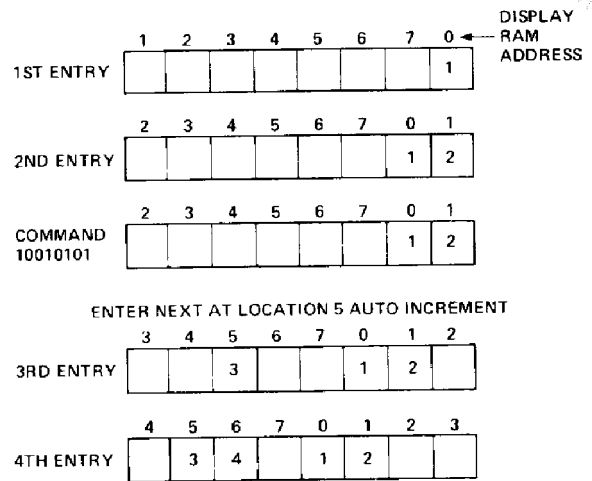 DISPLAY
RAM
ADDRESS
1 2 3 4 5 6 7 0
1ST ENTRY 1
2 3 4 5 6 7 0 1
2ND ENTRY 1 2
2 3 4 5 6 7 0 1
COMMAND
10010101 1 2
ENTER NEXT AT LOCATION 5 AUTO INCREMENT
3 4 5 6 7 0 1 2
3RD ENTRY 3 1 2
4 5 6 7 0 1 2 3
4TH ENTRY 3 4 1 2